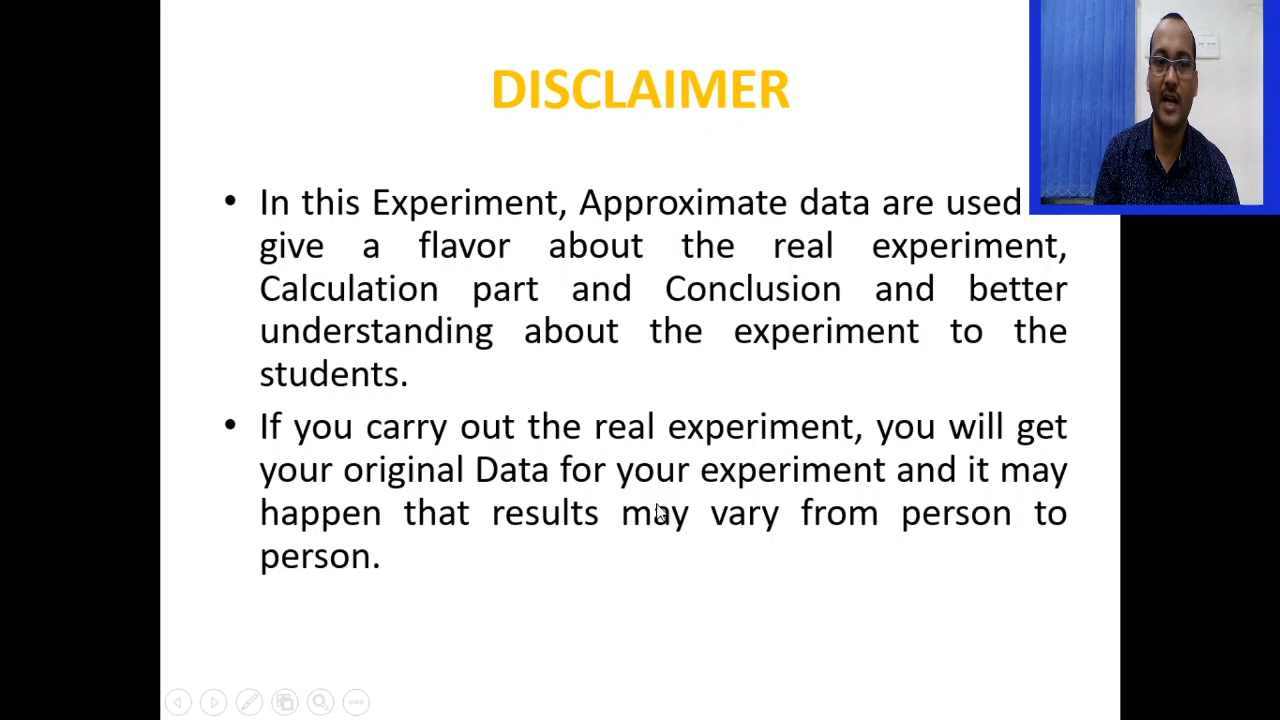 DISCLAIMER
• In this Experiment, Approximate data are used
give a flavor about the real experiment,
Calculation part and Conclusion and better
understanding about the experiment to the
students.
• If you carry out the real experiment, you will get
your original Data for your experiment and it may
happen that results may vary from person to
person.